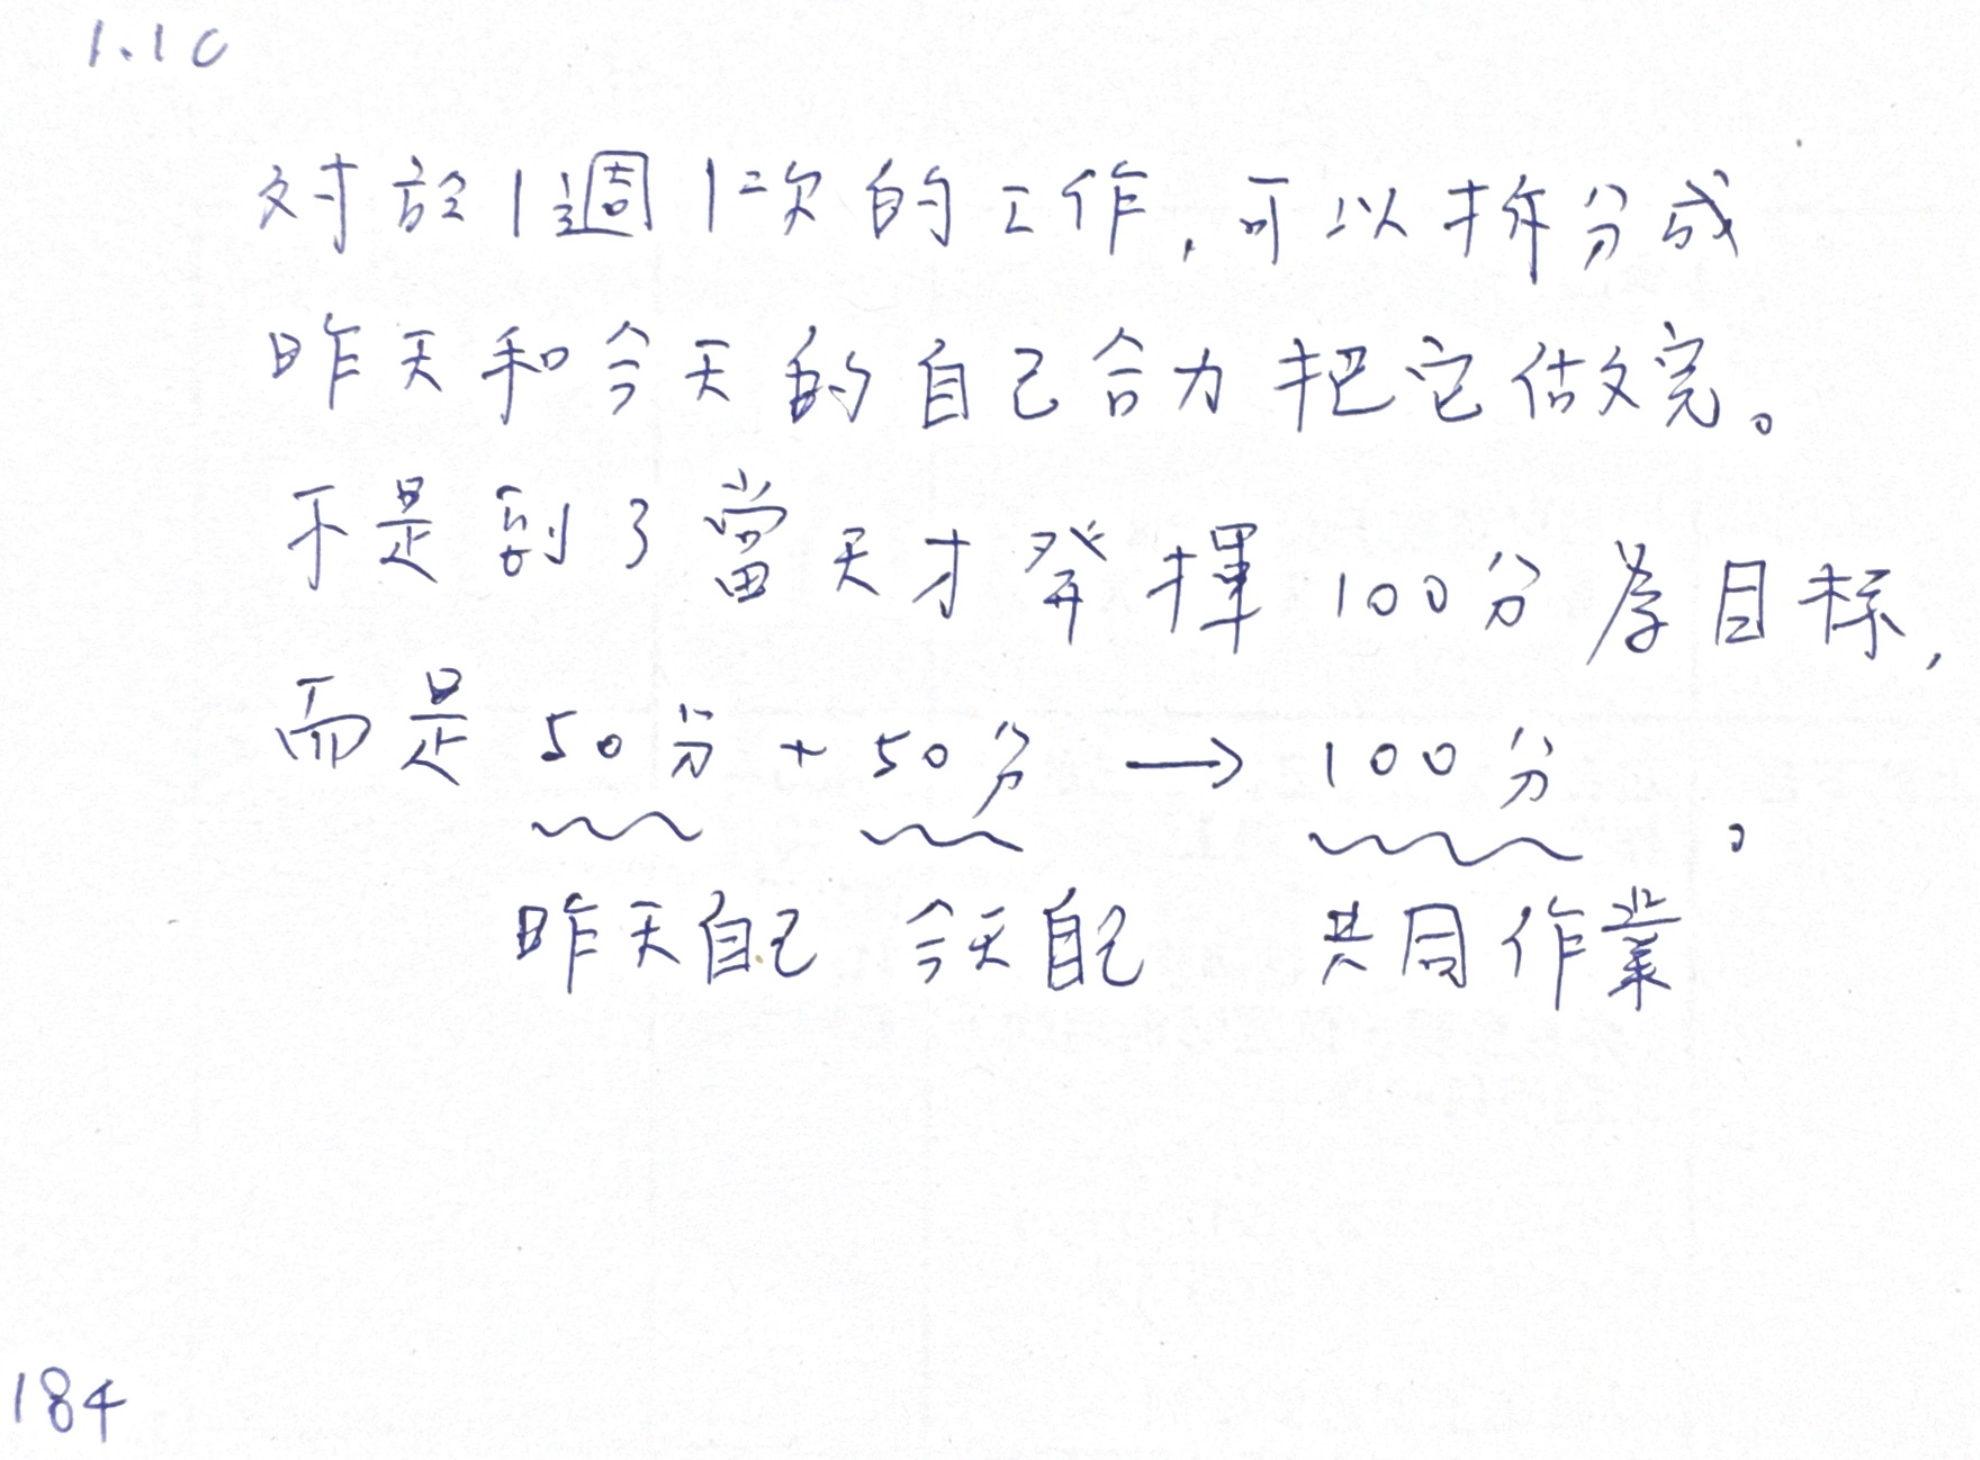 1.1c
对於1週1次的工作,可以拆分成
昨天和今天的自己合力把它做完。
不是到了當天才発揮100分為目標,
而是50分+50分→100分。
昨天自己 今天自己 共同作業
184